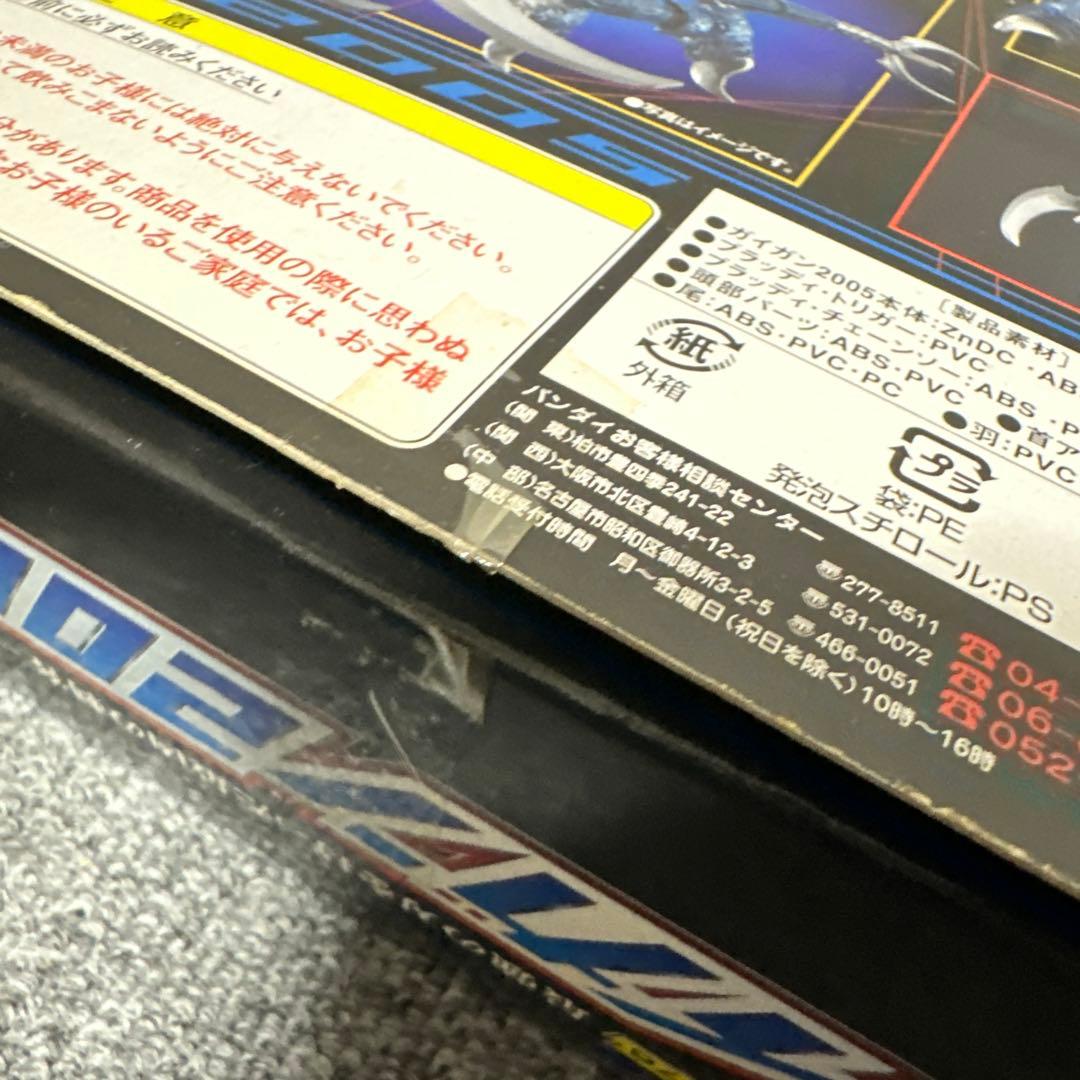 意
前に必ずお読みください
未満のお子様には絶対に与えないでください。
て飲みこまないようにご注意ください。
分があります。商品を使用の際に思わぬ
お子様のいるご家庭では、お子様
2005
●写真はイメージです。
[製品素材]
●ガイガン2005本体:ZnDC・AB
●ブラッディ・トリガー:PVC
●ブラッディ・チェーンソー:ABS・P
●頭部パーツ:ABS・PVC ●首ア
●尾:ABS・PVC・PC ●羽:PVC
紙
外箱
プラ
袋:PE
発泡スチロール:PS
バンダイお客様相談センター
(関 東)柏市豊四季241-22 〠277-8511 ☎04-
(関 西)大阪市北区豊崎4-12-3 〠531-0072 ☎06-
(中 部)名古屋市昭和区御器所3-2-5 〠466-0051 ☎052
●電話受付時間 月〜金曜日(祝日を除く)10時〜16時